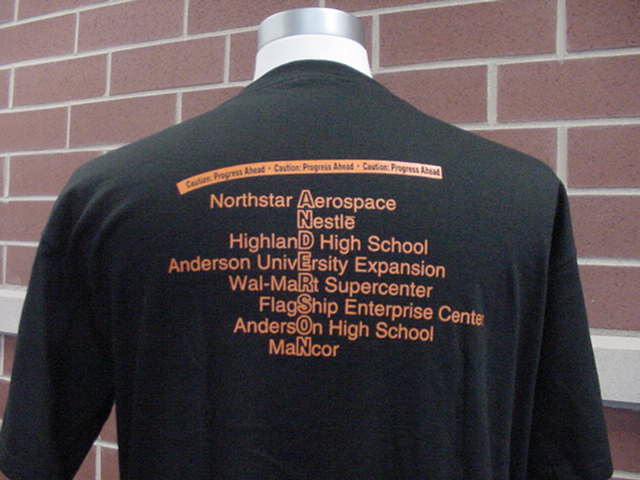 Caution: Progress Ahead · Caution: Progress Ahead · Caution: Progress Ahead
Northstar Aerospace
Nestlē
HighlanD High School
Anderson UnivErsity Expansion
Wal-MaRt Supercenter
FlagShip Enterprise Center
AndersOn High School
MaNcor